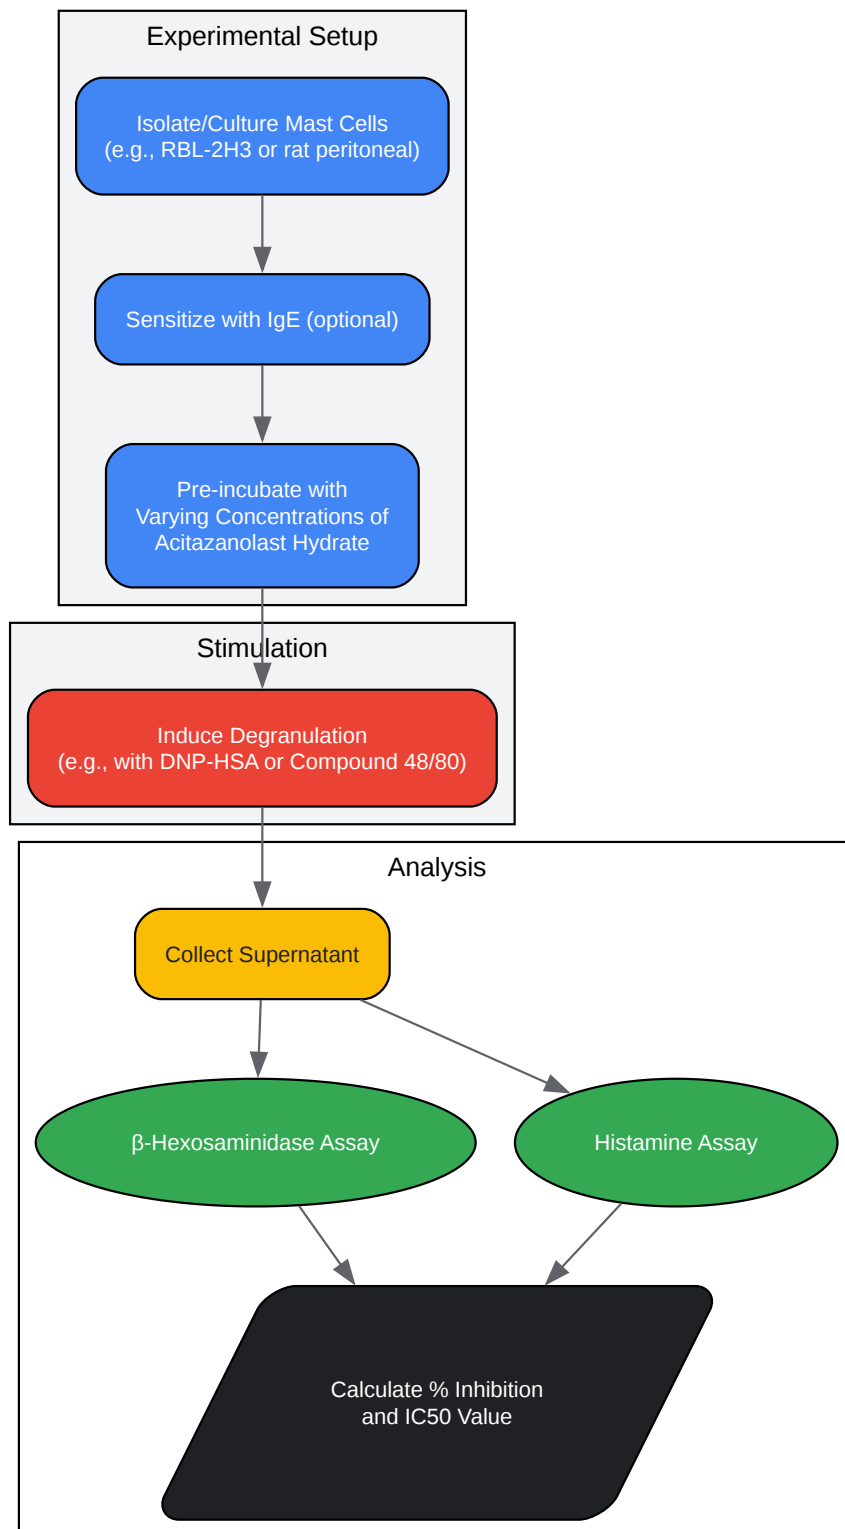 Experimental Setup
Isolate/Culture Mast Cells
(e.g., RBL-2H3 or rat peritoneal)
Sensitize with IgE (optional)
Pre-incubate with
Varying Concentrations of
Acitazanolast Hydrate
Stimulation
Induce Degranulation
(e.g., with DNP-HSA or Compound 48/80)
Analysis
Collect Supernatant
β-Hexosaminidase Assay
Histamine Assay
Calculate % Inhibition
and IC50 Value